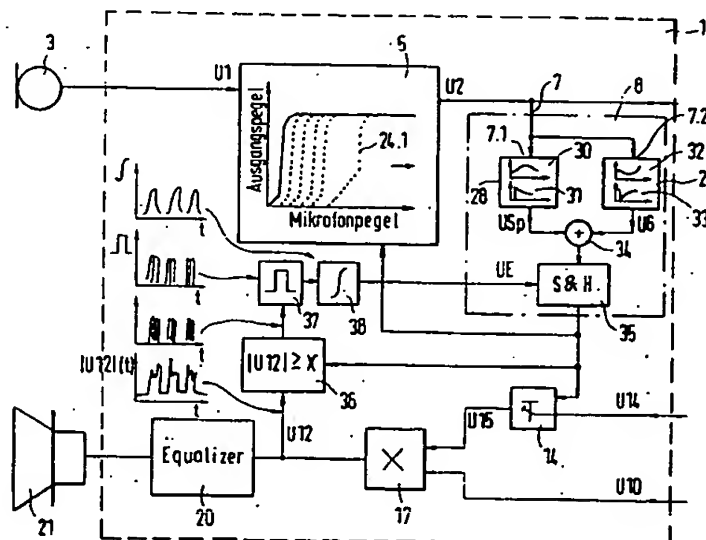 3
1
U1
6
U2
7
8
7.1
7.2
Ausgangspegel
24.1
Mikrofonpegel
30
32
31
33
28
USp
U6
+
34
ʃ
t
t
t
UE
S&H
35
37
38
|U12|(t)
|U12| ≥ X
36
U12
U15
U14
14
Equalizer
20
X
17
U10
21